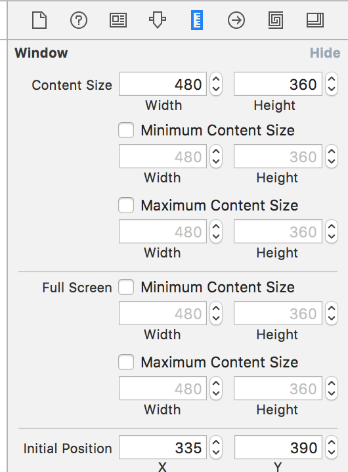 Window Hide
Content Size 480 360
Width Height
Minimum Content Size
480 360
Width Height
Maximum Content Size
480 360
Width Height
Full Screen Minimum Content Size
480 360
Width Height
Maximum Content Size
480 360
Width Height
Initial Position 335 390
X Y